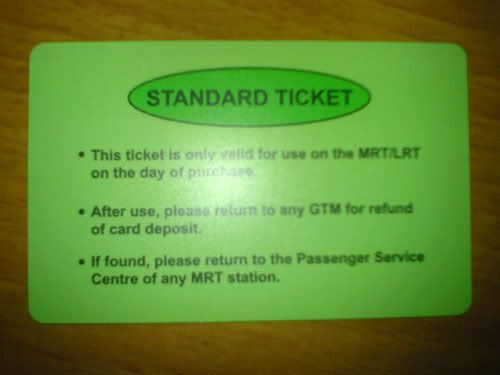 STANDARD TICKET
• This ticket is only valid for use on the MRT/LRT
on the day of purchase.
• After use, please return to any GTM for refund
of card deposit.
• If found, please return to the Passenger Service
Centre of any MRT station.